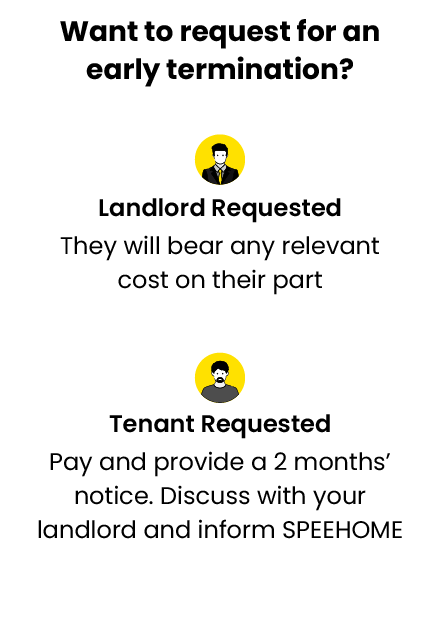 Want to request for an
early termination?
Landlord Requested
They will bear any relevant
cost on their part
Tenant Requested
Pay and provide a 2 months’
notice. Discuss with your
landlord and inform SPEEHOME